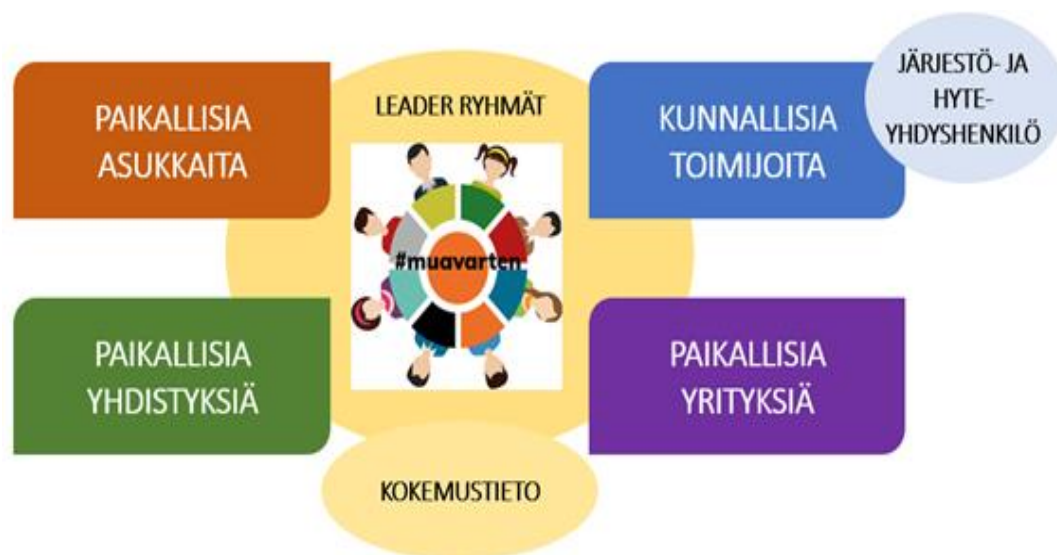 PAIKALLISIA
ASUKKAITA
LEADER RYHMÄT
KUNNALLISIA
TOIMIJOITA
JÄRJESTÖ- JA
HYTE-
YHDYSHENKILÖ
#muavarten
PAIKALLISIA
YHDISTYKSIÄ
PAIKALLISIA
YRITYKSIÄ
KOKEMUSTIETO